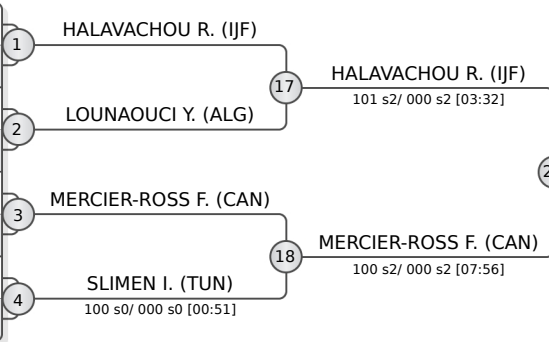 HALAVACHOU R. (IJF)
1
17
HALAVACHOU R. (IJF)
101 s2/ 000 s2 [03:32]
LOUNAOUCI Y. (ALG)
2
2
MERCIER-ROSS F. (CAN)
3
18
MERCIER-ROSS F. (CAN)
100 s2/ 000 s2 [07:56]
SLIMEN I. (TUN)
4
100 s0/ 000 s0 [00:51]